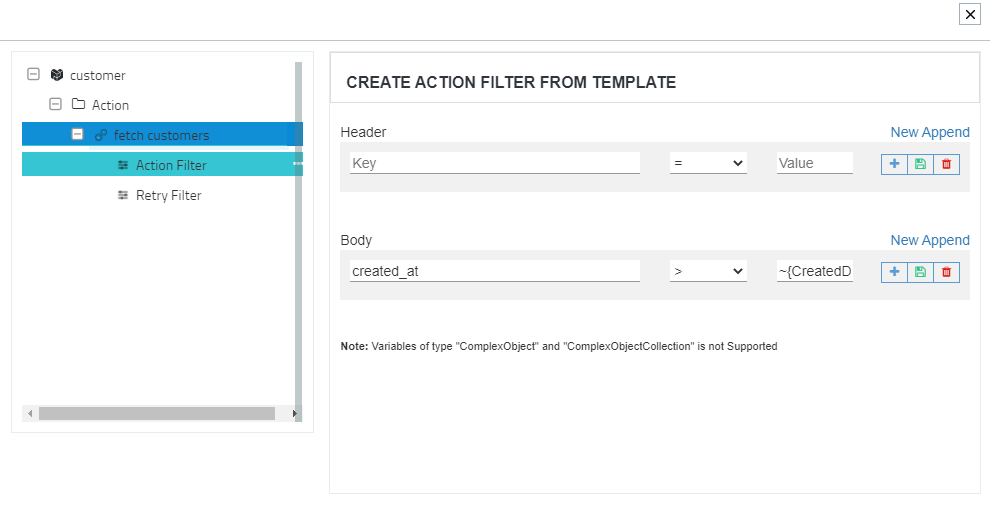 customer
Action
fetch customers
Action Filter
Retry Filter
CREATE ACTION FILTER FROM TEMPLATE
Header New Append
Key = Value
Body New Append
created_at > ~{CreatedD
Note: Variables of type "ComplexObject" and "ComplexObjectCollection" is not Supported